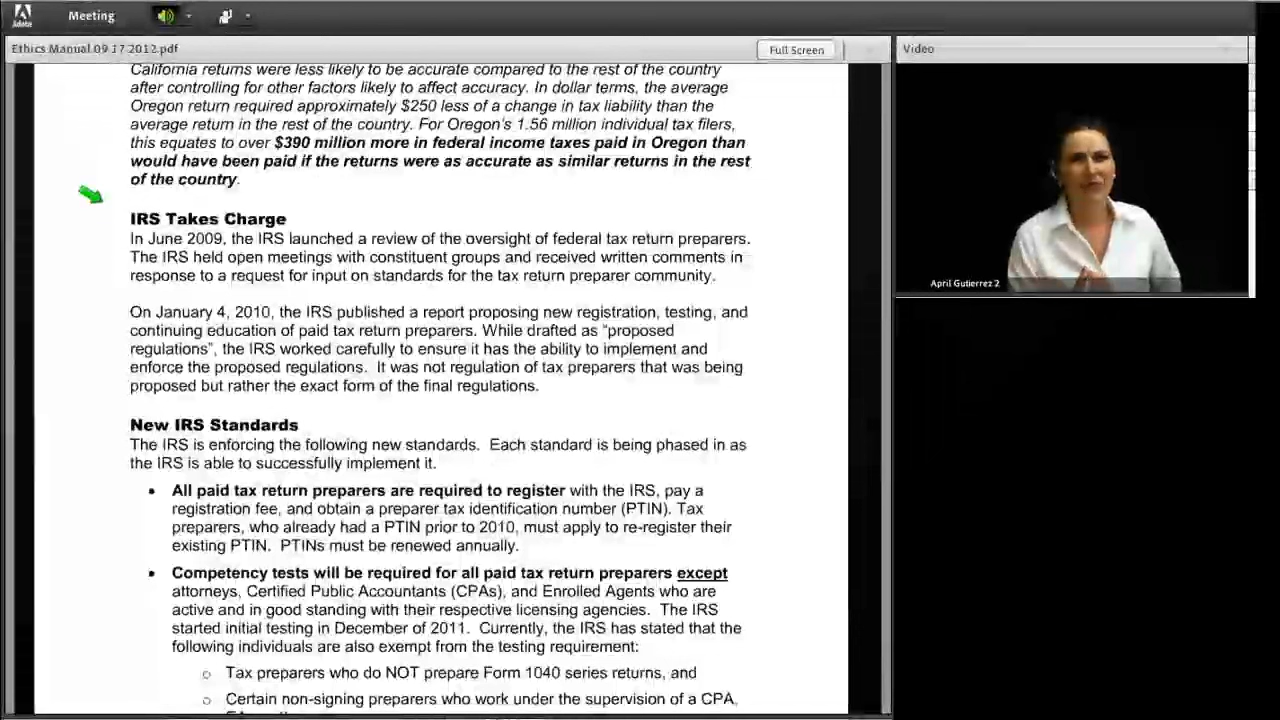 Adobe
Meeting
Ethics Manual 09 17 2012.pdf
Full Screen
Video
California returns were less likely to be accurate compared to the rest of the country
after controlling for other factors likely to affect accuracy. In dollar terms, the average
Oregon return required approximately $250 less of a change in tax liability than the
average return in the rest of the country. For Oregon's 1.56 million individual tax filers,
this equates to over $390 million more in federal income taxes paid in Oregon than
would have been paid if the returns were as accurate as similar returns in the rest
of the country.
IRS Takes Charge
In June 2009, the IRS launched a review of the oversight of federal tax return preparers.
The IRS held open meetings with constituent groups and received written comments in
response to a request for input on standards for the tax return preparer community.
On January 4, 2010, the IRS published a report proposing new registration, testing, and
continuing education of paid tax return preparers. While drafted as “proposed
regulations”, the IRS worked carefully to ensure it has the ability to implement and
enforce the proposed regulations.  It was not regulation of tax preparers that was being
proposed but rather the exact form of the final regulations.
New IRS Standards
The IRS is enforcing the following new standards.  Each standard is being phased in as
the IRS is able to successfully implement it.
• All paid tax return preparers are required to register with the IRS, pay a
registration fee, and obtain a preparer tax identification number (PTIN). Tax
preparers, who already had a PTIN prior to 2010, must apply to re-register their
existing PTIN.  PTINs must be renewed annually.
• Competency tests will be required for all paid tax return preparers except
attorneys, Certified Public Accountants (CPAs), and Enrolled Agents who are
active and in good standing with their respective licensing agencies.  The IRS
started initial testing in December of 2011.  Currently, the IRS has stated that the
following individuals are also exempt from the testing requirement:
o Tax preparers who do NOT prepare Form 1040 series returns, and
o Certain non-signing preparers who work under the supervision of a CPA,
April Gutierrez 2